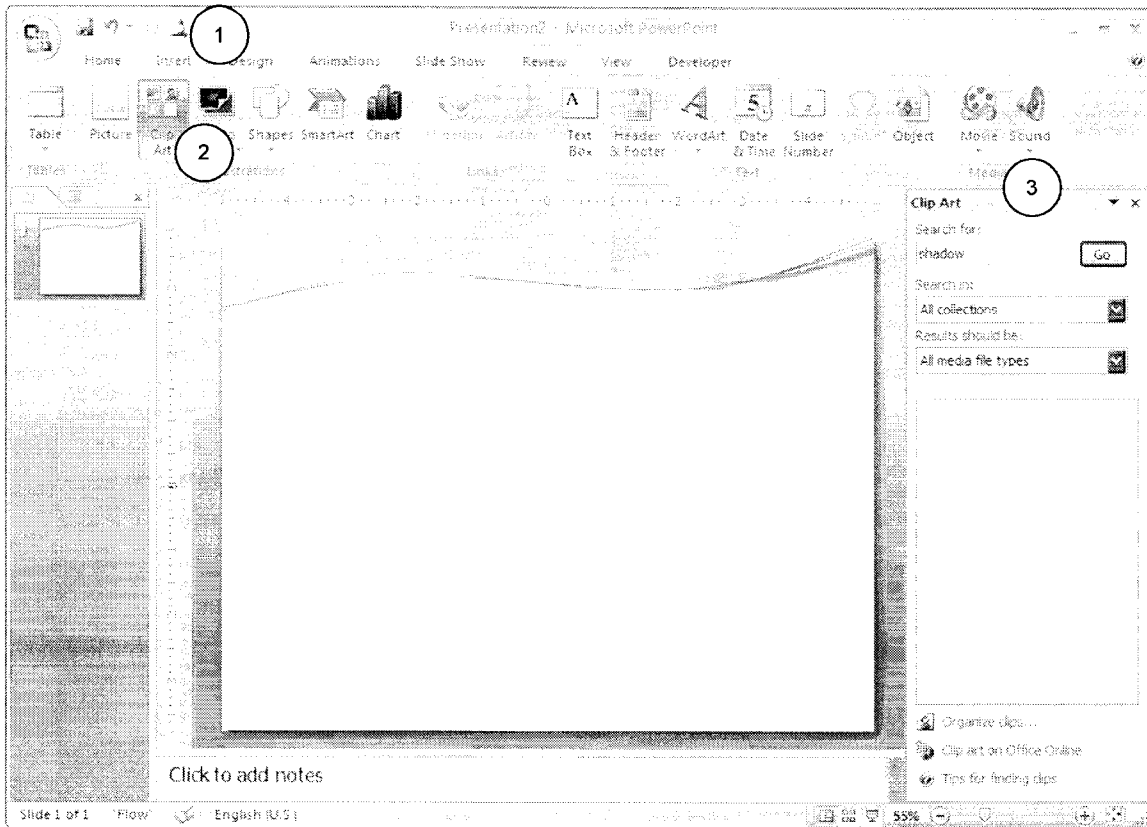 Presentation2 - Microsoft PowerPoint
1
Home Insert Design Animations Slide Show Review View Developer
Table Picture Clip Art Shapes SmartArt Chart Text Box Header & Footer WordArt Date & Time Slide Number Object Movie Sound
2
Tables Links Text
3
Clip Art
Search for:
shadow Go
Search in:
All collections
Results should be:
All media file types
Organize clips...
Clip art on Office Online
Tips for finding clips
Click to add notes
Slide 1 of 1 "Flow" English (U.S.) 55%